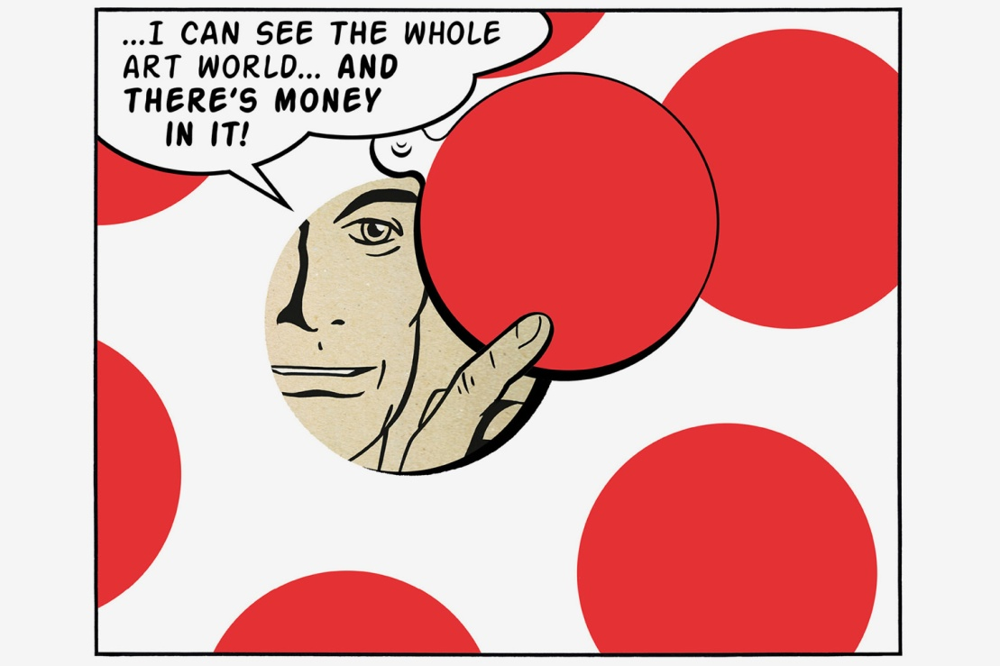 ...I CAN SEE THE WHOLE
ART WORLD... AND
THERE'S MONEY
IN IT!